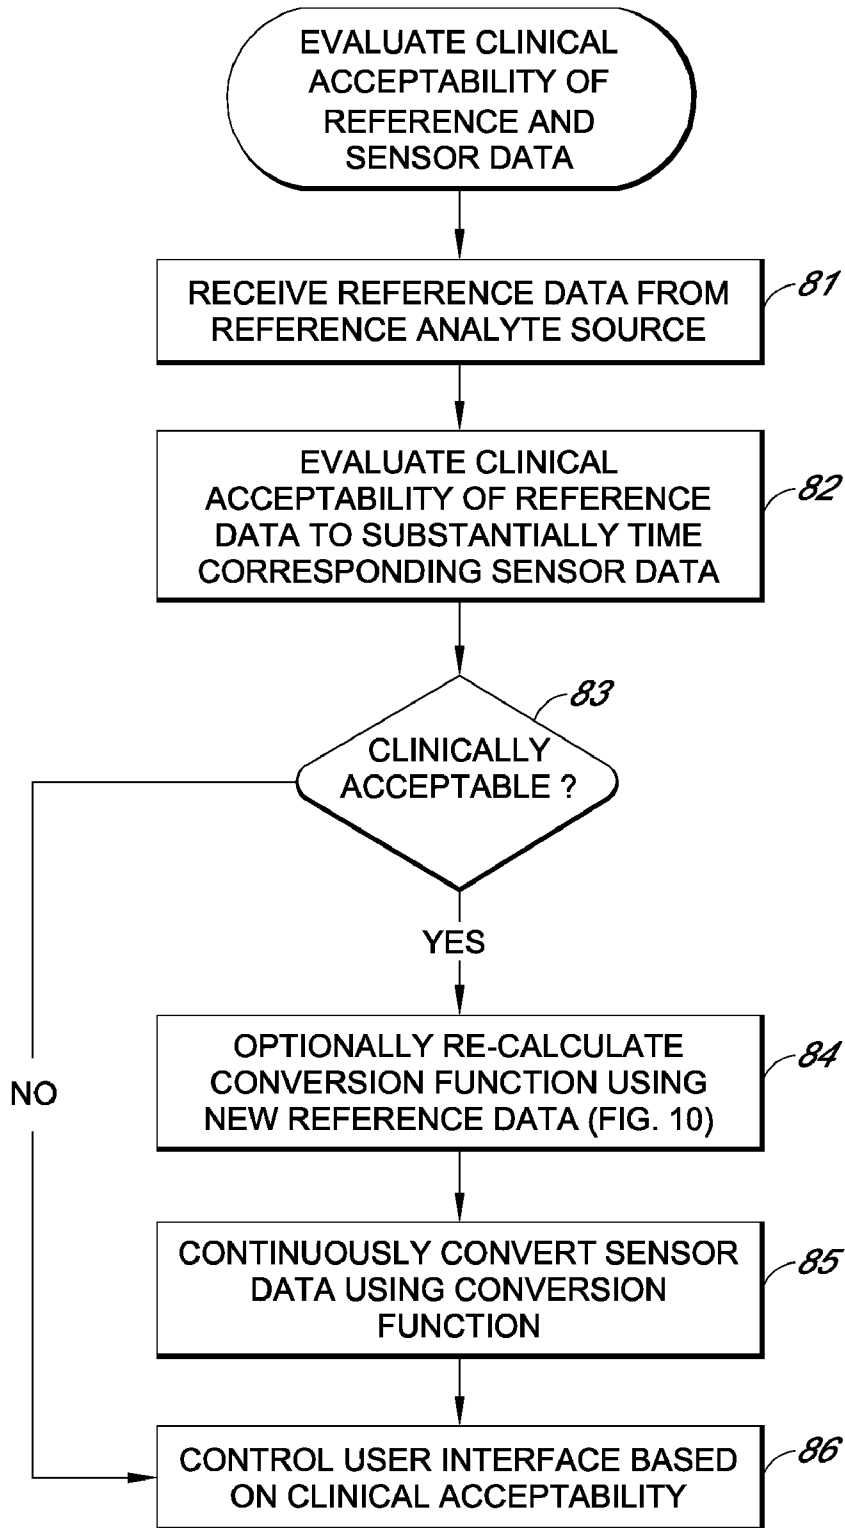 EVALUATE CLINICAL
ACCEPTABILITY OF
REFERENCE AND
SENSOR DATA
81
RECEIVE REFERENCE DATA FROM
REFERENCE ANALYTE SOURCE
82
EVALUATE CLINICAL
ACCEPTABILITY OF REFERENCE
DATA TO SUBSTANTIALLY TIME
CORRESPONDING SENSOR DATA
83
CLINICALLY
ACCEPTABLE ?
YES
NO
84
OPTIONALLY RE-CALCULATE
CONVERSION FUNCTION USING
NEW REFERENCE DATA (FIG. 10)
85
CONTINUOUSLY CONVERT SENSOR
DATA USING CONVERSION
FUNCTION
86
CONTROL USER INTERFACE BASED
ON CLINICAL ACCEPTABILITY